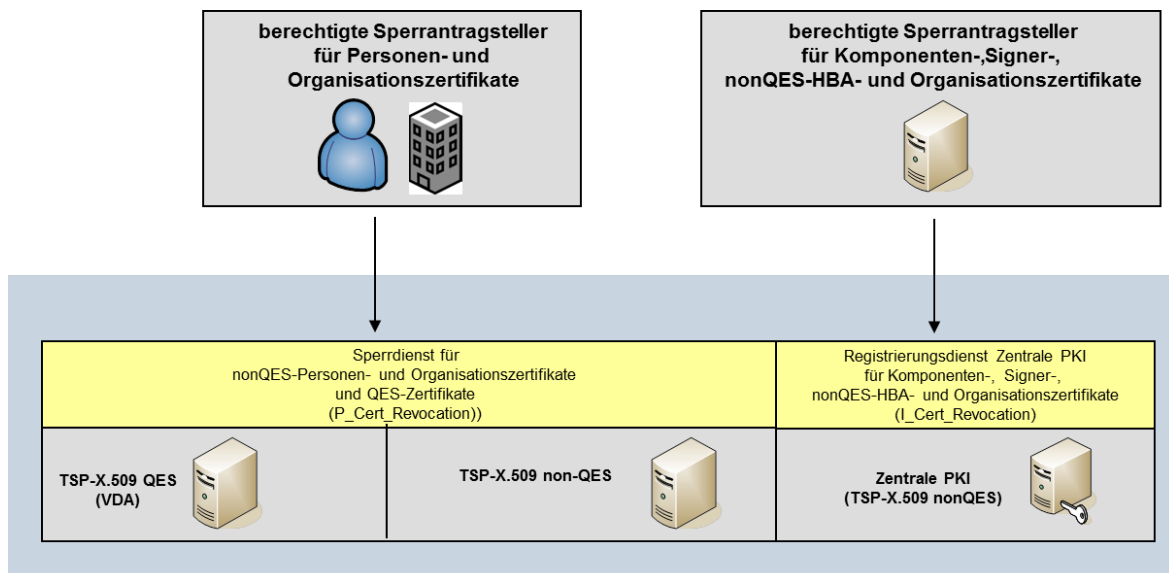 berechtigte Sperrantragsteller
für Personen- und
Organisationszertifikate
berechtigte Sperrantragsteller
für Komponenten-,Signer-,
nonQES-HBA- und Organisationszertifikate
Sperrdienst für
nonQES-Personen- und Organisationszertifikate
und QES-Zertifikate
(P_Cert_Revocation))
Registrierungsdienst Zentrale PKI
für Komponenten-, Signer-,
nonQES-HBA- und Organisationszertifikate
(I_Cert_Revocation)
TSP-X.509 QES
(VDA)
TSP-X.509 non-QES
Zentrale PKI
(TSP-X.509 nonQES)